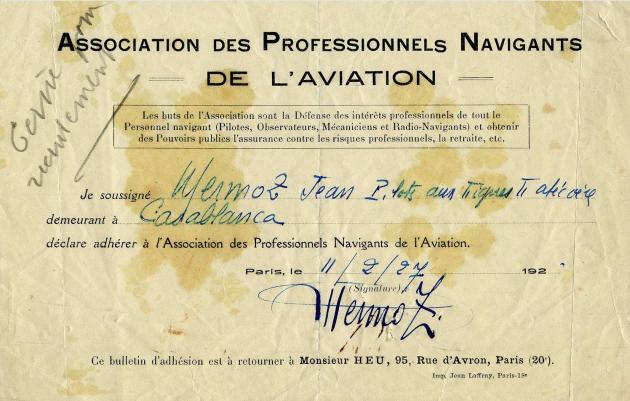 ASSOCIATION DES PROFESSIONNELS NAVIGANTS
DE L'AVIATION
Les buts de l'Association sont la Défense des intérêts professionnels de tout le
Personnel navigant (Pilotes, Observateurs, Mécaniciens et Radio-Navigants) et obtenir
des Pouvoirs publics l'assurance contre les risques professionnels, la retraite, etc.
Je soussigné Mermoz Jean Pilote aux lignes Latécoère
demeurant à Casablanca
déclare adhérer à l'Association des Professionnels Navigants de l'Aviation.
Paris, le 11/2/27 192
(Signature)
Mermoz.
Ce bulletin d'adhésion est à retourner à Monsieur HEU, 95, Rue d'Avron, Paris (20e).
Imp. Jean Laffray, Paris-18e